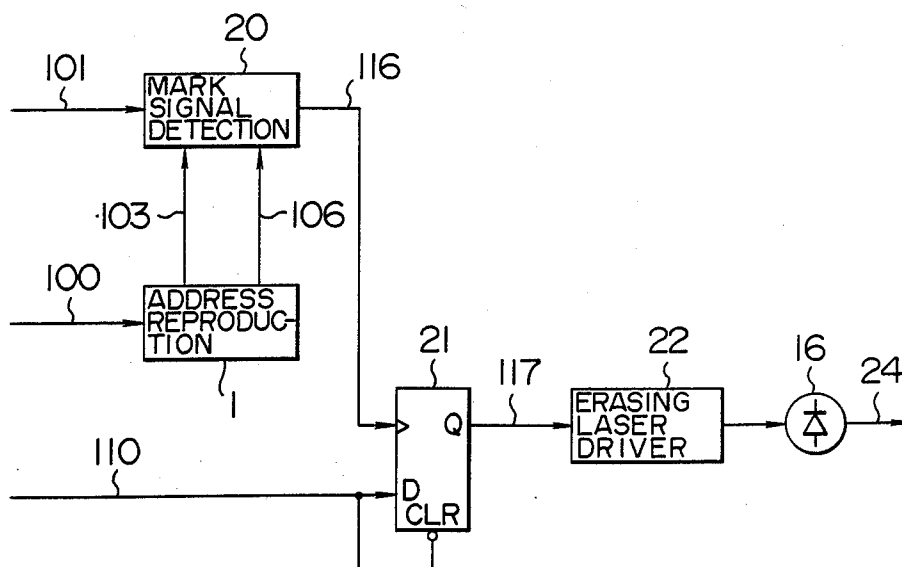 20
101
116
MARK
SIGNAL
DETECTION
103
106
100
ADDRESS
REPRODUC-
TION
1
21
117
22
16
24
Q
ERASING
LASER
DRIVER
110
D
CLR